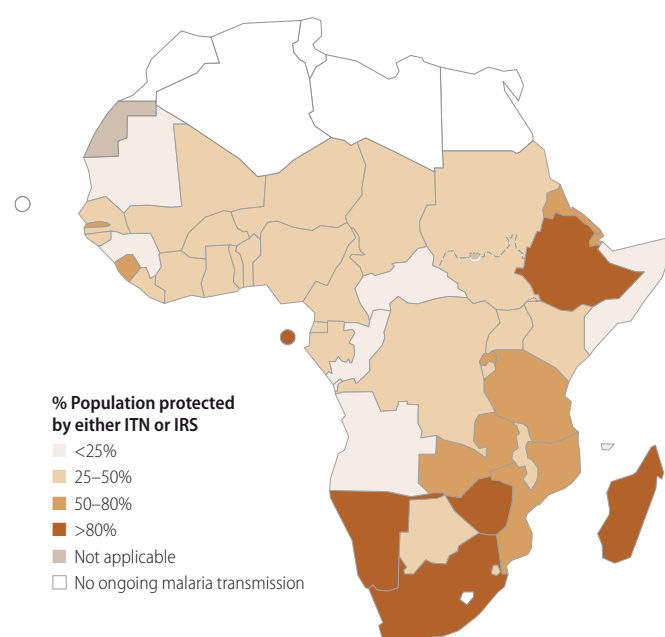 % Population protected
by either ITN or IRS
<25%
25–50%
50–80%
>80%
Not applicable
No ongoing malaria transmission